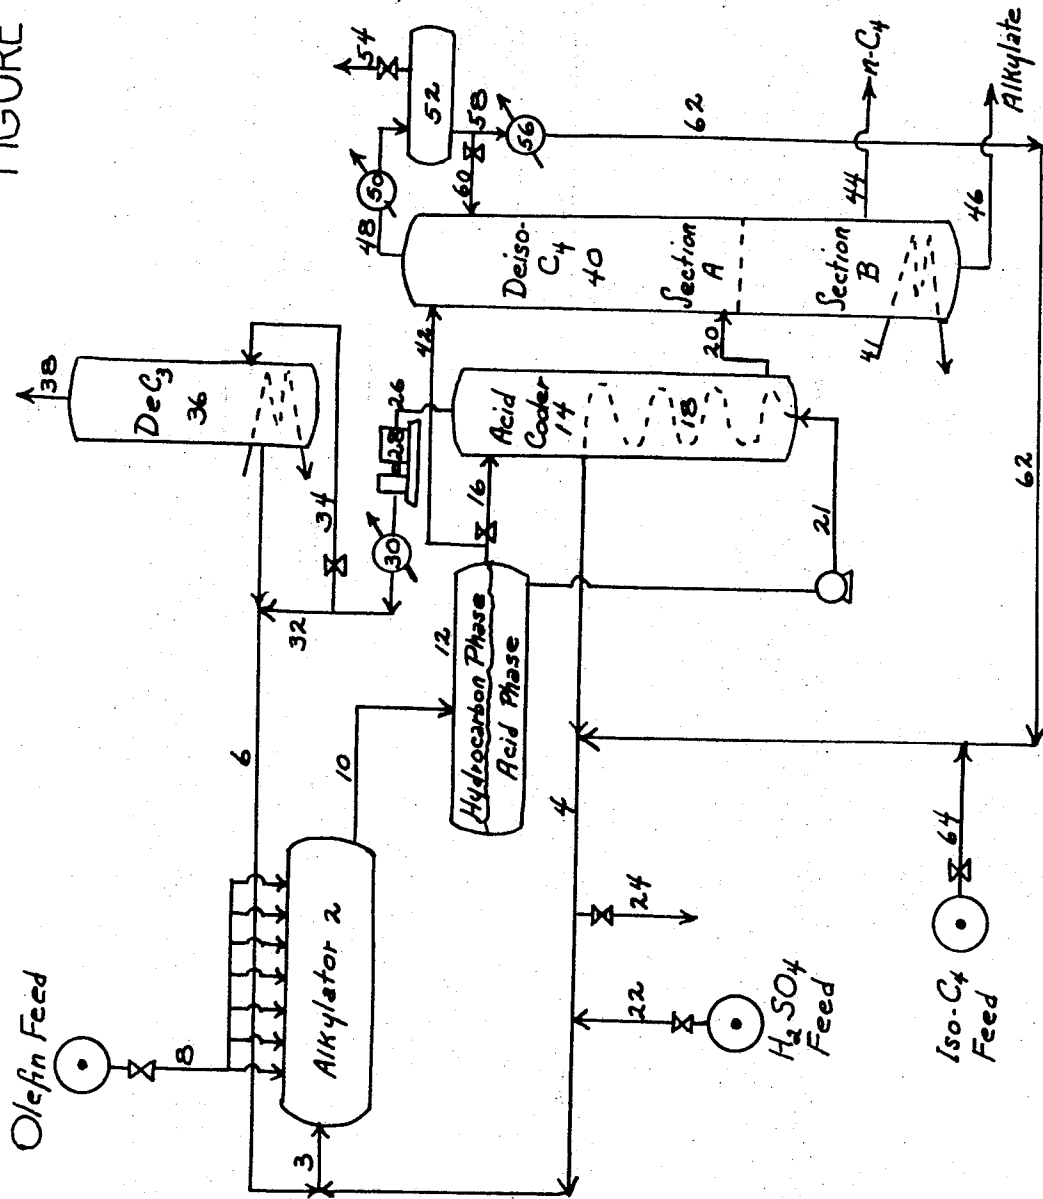 FIGURE
Olefin Feed
8
Alkylator 2
3
6
10
4
12
Hydrocarbon Phase
Acid Phase
H2SO4
Feed
22
24
Iso-C4
Feed
64
62
21
16
Acid
Cooler
14
18
20
26
28
30
32
34
DeC3
36
38
42
Deiso-
C4
40
Section
A
Section
B
41
44
n-C4
46
Alkylate
48
50
52
54
56
58
60
62